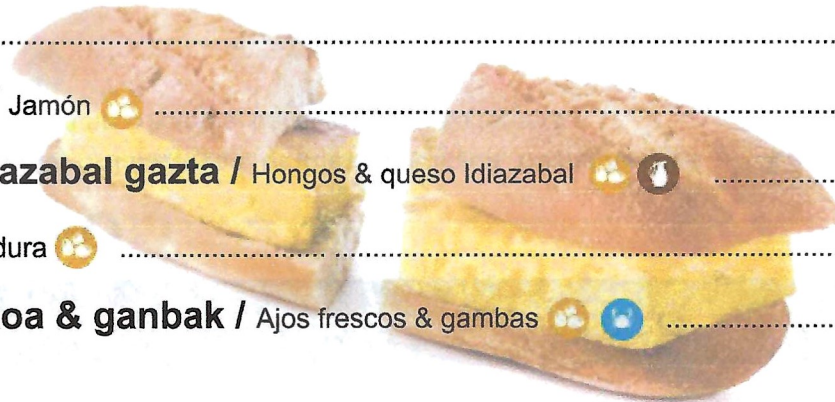 Jamón
azabal gazta / Hongos & queso Idiazabal
dura
oa & ganbak / Ajos frescos & gambas